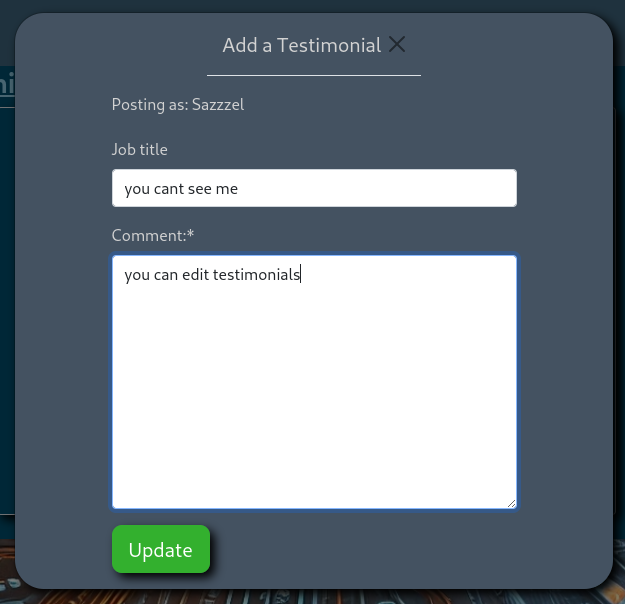 Add a Testimonial
Posting as: Sazzzel
Job title
you cant see me
Comment:*
you can edit testimonials
Update